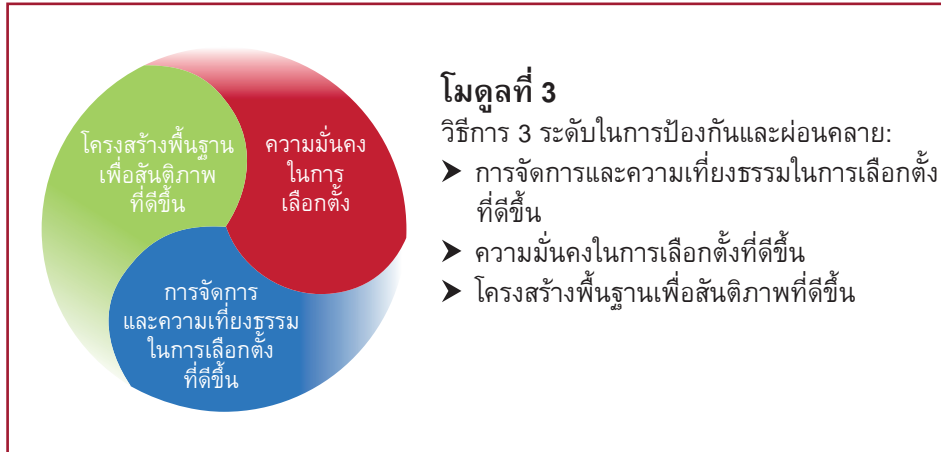 โครงสร้างพื้นฐาน
เพื่อสันติภาพ
ที่ดีขึ้น
ความมั่นคง
ในการ
เลือกตั้ง
การจัดการ
และความเที่ยงธรรม
ในการเลือกตั้ง
ที่ดีขึ้น
โมดูลที่ 3
วิธีการ 3 ระดับในการป้องกันและผ่อนคลาย:
➤ การจัดการและความเที่ยงธรรมในการเลือกตั้ง
ที่ดีขึ้น
➤ ความมั่นคงในการเลือกตั้งที่ดีขึ้น
➤ โครงสร้างพื้นฐานเพื่อสันติภาพที่ดีขึ้น